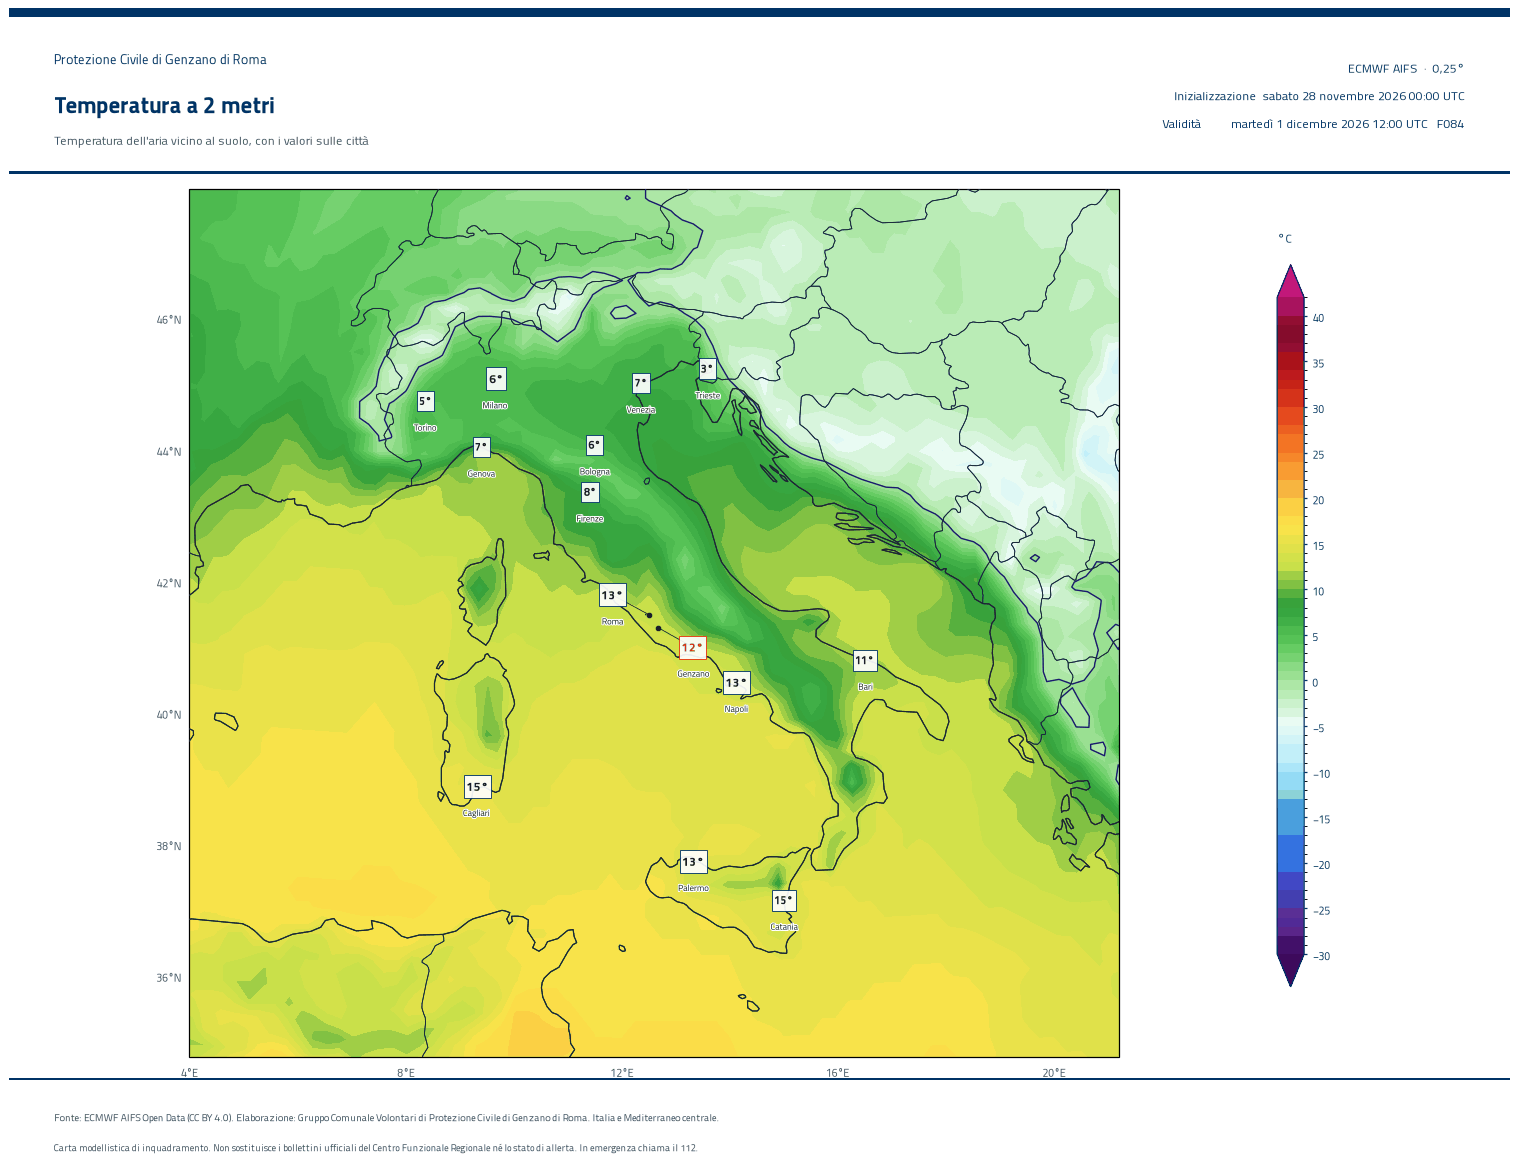 Protezione Civile di Genzano di Roma
Temperatura a 2 metri
Temperatura dell'aria vicino al suolo, con i valori sulle città
ECMWF AIFS · 0,25°
Inizializzazione sabato 28 novembre 2026 00:00 UTC
Validità martedì 1 dicembre 2026 12:00 UTC F084
°C
40
35
30
25
20
15
10
5
0
−5
−10
−15
−20
−25
−30
46°N
44°N
42°N
40°N
38°N
36°N
4°E
8°E
12°E
16°E
20°E
3°
Trieste
6°
Milano
7°
Venezia
5°
Torino
7°
Genova
6°
Bologna
8°
Firenze
13°
Roma
12°
Genzano
11°
Bari
13°
Napoli
15°
Cagliari
13°
Palermo
15°
Catania
Fonte: ECMWF AIFS Open Data (CC BY 4.0). Elaborazione: Gruppo Comunale Volontari di Protezione Civile di Genzano di Roma. Italia e Mediterraneo centrale.
Carta modellistica di inquadramento. Non sostituisce i bollettini ufficiali del Centro Funzionale Regionale né lo stato di allerta. In emergenza chiama il 112.